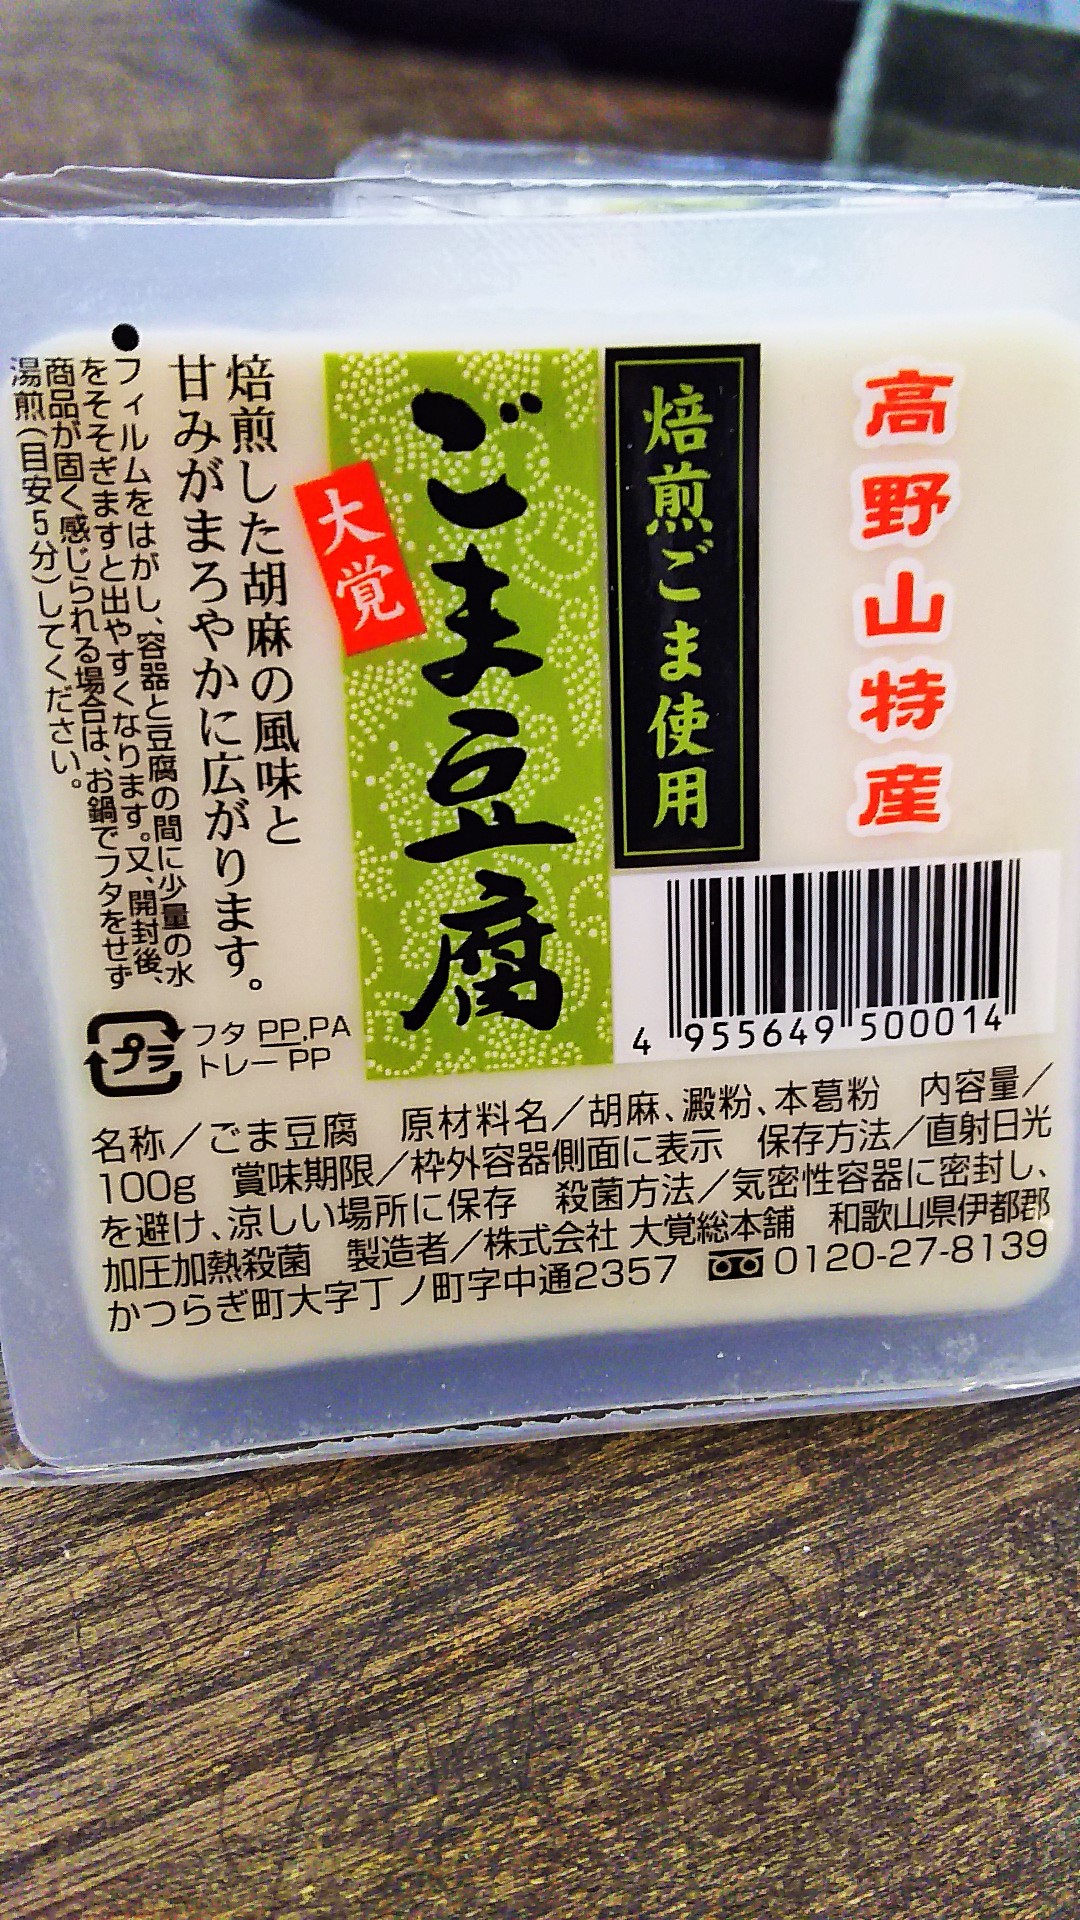 高野山特産
焙煎ごま使用
ごま豆腐
大覚
焙煎した胡麻の風味と
甘みがまろやかに広がります。
●フィルムをはがし、容器と豆腐の間に少量の水
をそそぎますと出やすくなります。又、開封後、
商品が固く感じられる場合は、お鍋でフタをせず
湯煎(目安5分)してください。
4 955649 500014
プラ
フタ PP,PA
トレー PP
名称／ごま豆腐 原材料名／胡麻、澱粉、本葛粉 内容量／
100g 賞味期限／枠外容器側面に表示 保存方法／直射日光
を避け、涼しい場所に保存 殺菌方法／気密性容器に密封し、
加圧加熱殺菌 製造者／株式会社 大覚総本舗 和歌山県伊都郡
かつらぎ町大字丁ノ町字中通2357 0120-27-8139